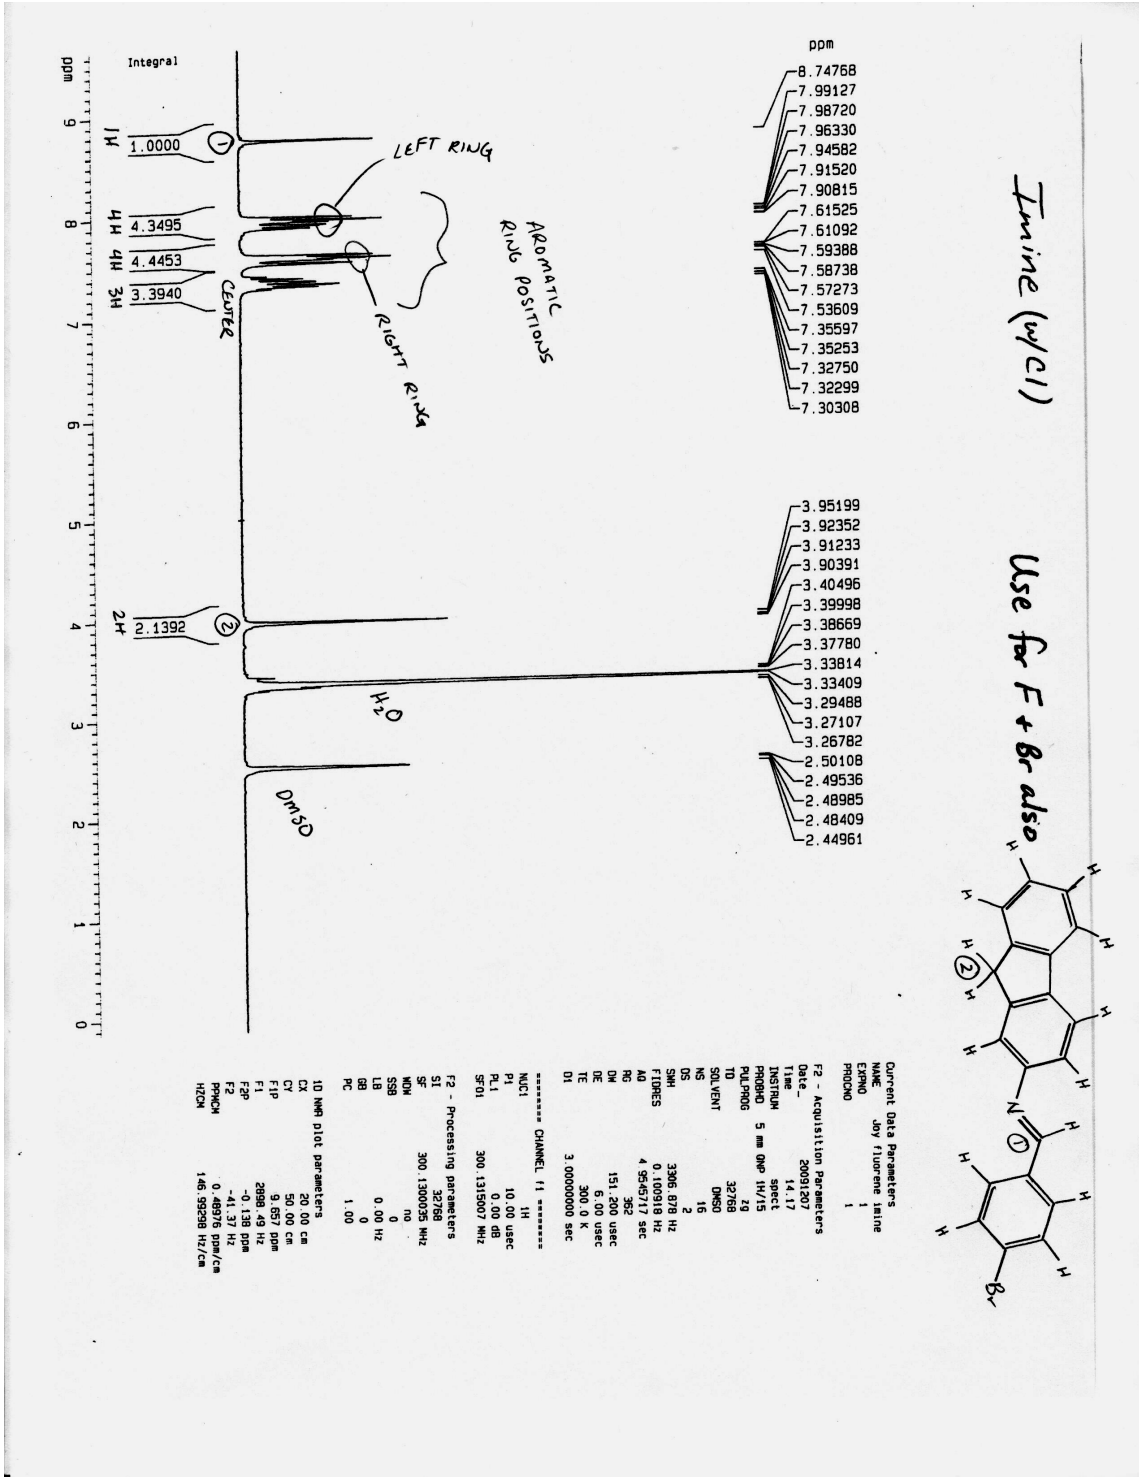 Imine (w/Cl) Use for F + Br also
ppm
8.74768
7.99127
7.98720
7.96330
7.94582
7.91520
7.90815
7.61525
7.61092
7.59388
7.58738
7.57273
7.53609
7.35597
7.35253
7.32750
7.32299
7.30308
3.95199
3.92352
3.91233
3.90391
3.40496
3.39998
3.38669
3.37780
3.33814
3.33409
3.29488
3.27107
3.26782
2.50108
2.49536
2.48985
2.48409
2.44961
AROMATIC
RING POSITIONS
LEFT RING
RIGHT RING
CENTER
H2O
DMSO
1
2
Integral
1.0000
4.3495
4.4453
3.3940
2.1392
1H
4H
4H
3H
2H
ppm
9
8
7
6
5
4
3
2
1
0
H
H
H
H
H
2
H
H
H
H
N
1
H
H
H
H
H
Br
Current Data Parameters
NAME Joy fluorene imine
EXPNO 1
PROCNO 1
F2 - Acquisition Parameters
Date_ 20091207
Time 14.17
INSTRUM spect
PROBHD 5 mm QNP 1H/15
PULPROG zg
TD 32768
SOLVENT DMSO
NS 16
DS 2
SWH 3306.878 Hz
FIDRES 0.100918 Hz
AQ 4.9545717 sec
RG 362
DW 151.200 usec
DE 6.00 usec
TE 300.0 K
D1 3.00000000 sec
======== CHANNEL f1 ========
NUC1 1H
P1 10.00 usec
PL1 0.00 dB
SFO1 300.1315007 MHz
F2 - Processing parameters
SI 32768
SF 300.1300035 MHz
WDW no
SSB 0
LB 0.00 Hz
GB 0
PC 1.00
1D NMR plot parameters
CX 20.00 cm
CY 50.00 cm
F1P 9.657 ppm
F1 2898.49 Hz
F2P -0.138 ppm
F2 -41.37 Hz
PPMCM 0.48976 ppm/cm
HZCM 146.99298 Hz/cm